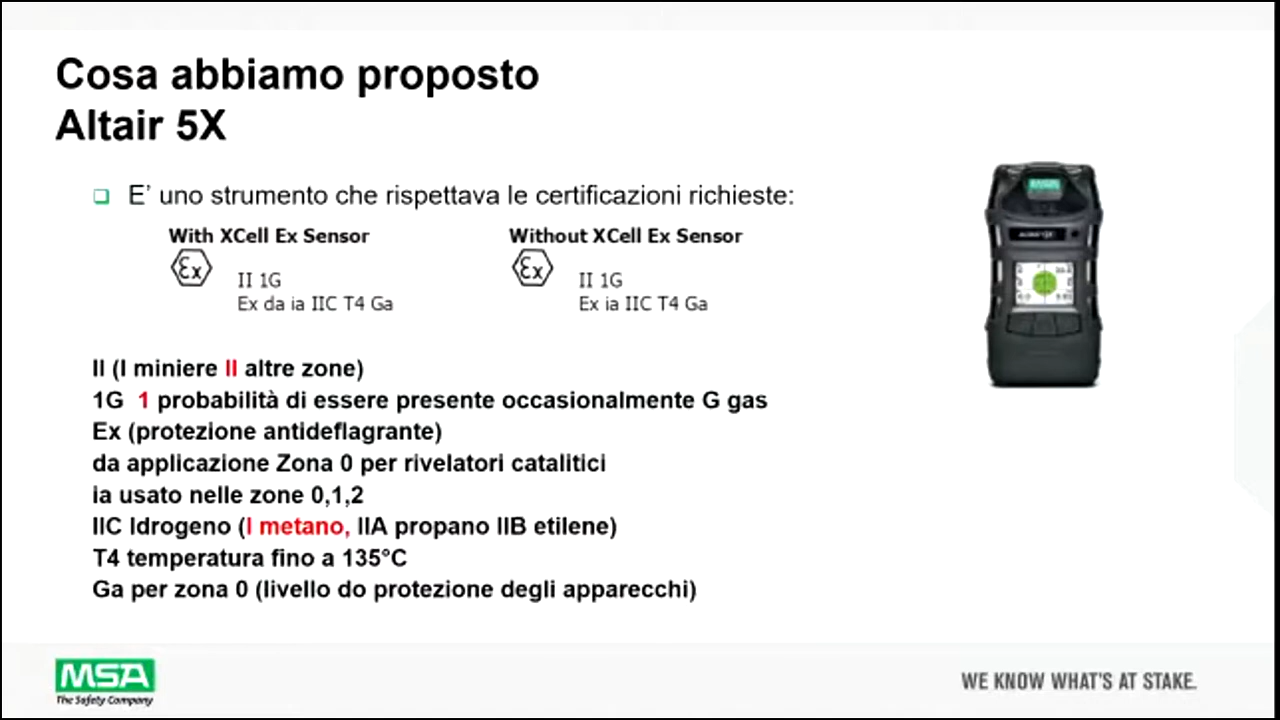 Cosa abbiamo proposto
Altair 5X
E' uno strumento che rispettava le certificazioni richieste:
With XCell Ex Sensor
Ex
II 1G
Ex da ia IIC T4 Ga
Without XCell Ex Sensor
Ex
II 1G
Ex ia IIC T4 Ga
II (I miniere II altre zone)
1G 1 probabilità di essere presente occasionalmente G gas
Ex (protezione antideflagrante)
da applicazione Zona 0 per rivelatori catalitici
ia usato nelle zone 0,1,2
IIC Idrogeno (I metano, IIA propano IIB etilene)
T4 temperatura fino a 135°C
Ga per zona 0 (livello do protezione degli apparecchi)
MSA
The Safety Company
WE KNOW WHAT'S AT STAKE.